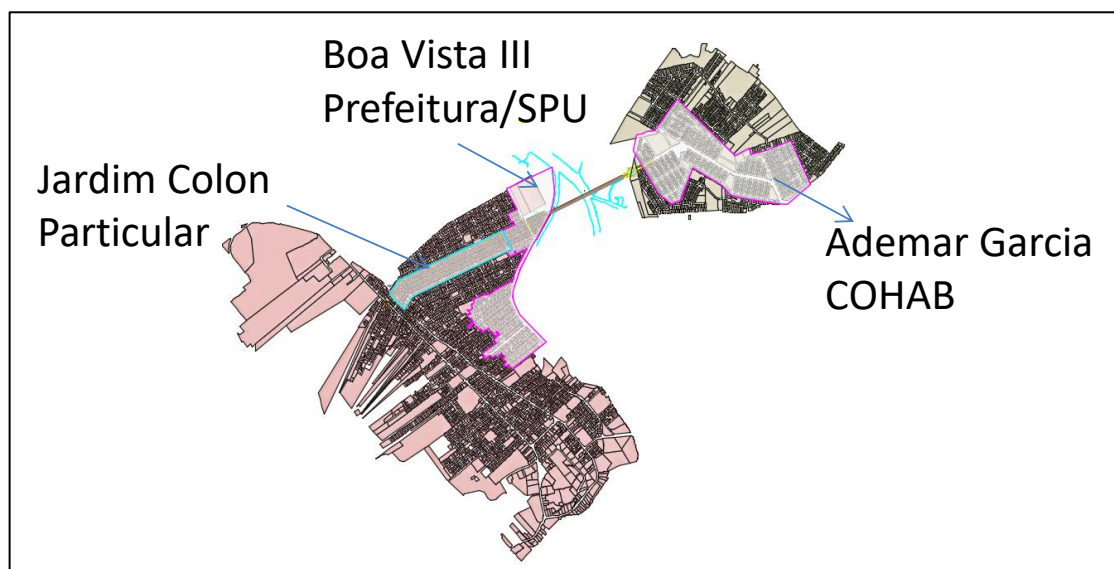 Boa Vista III
Prefeitura/SPU
Jardim Colon
Particular
Ademar Garcia
COHAB